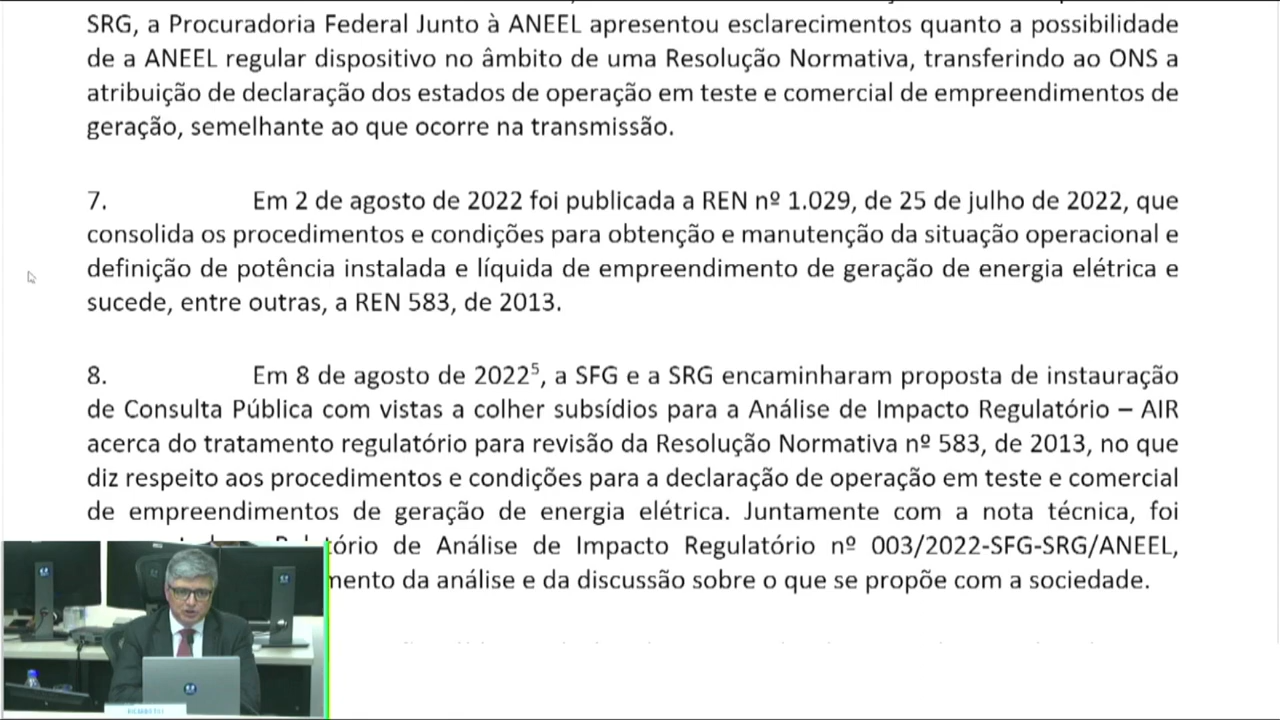 SRG, a Procuradoria Federal Junto à ANEEL apresentou esclarecimentos quanto a possibilidade
de a ANEEL regular dispositivo no âmbito de uma Resolução Normativa, transferindo ao ONS a
atribuição de declaração dos estados de operação em teste e comercial de empreendimentos de
geração, semelhante ao que ocorre na transmissão.
7. Em 2 de agosto de 2022 foi publicada a REN nº 1.029, de 25 de julho de 2022, que
consolida os procedimentos e condições para obtenção e manutenção da situação operacional e
definição de potência instalada e líquida de empreendimento de geração de energia elétrica e
sucede, entre outras, a REN 583, de 2013.
8. Em 8 de agosto de 2022⁵, a SFG e a SRG encaminharam proposta de instauração
de Consulta Pública com vistas a colher subsídios para a Análise de Impacto Regulatório – AIR
acerca do tratamento regulatório para revisão da Resolução Normativa nº 583, de 2013, no que
diz respeito aos procedimentos e condições para a declaração de operação em teste e comercial
de empreendimentos de geração de energia elétrica. Juntamente com a nota técnica, foi
de Análise de Impacto Regulatório nº 003/2022-SFG-SRG/ANEEL,
da análise e da discussão sobre o que se propõe com a sociedade.